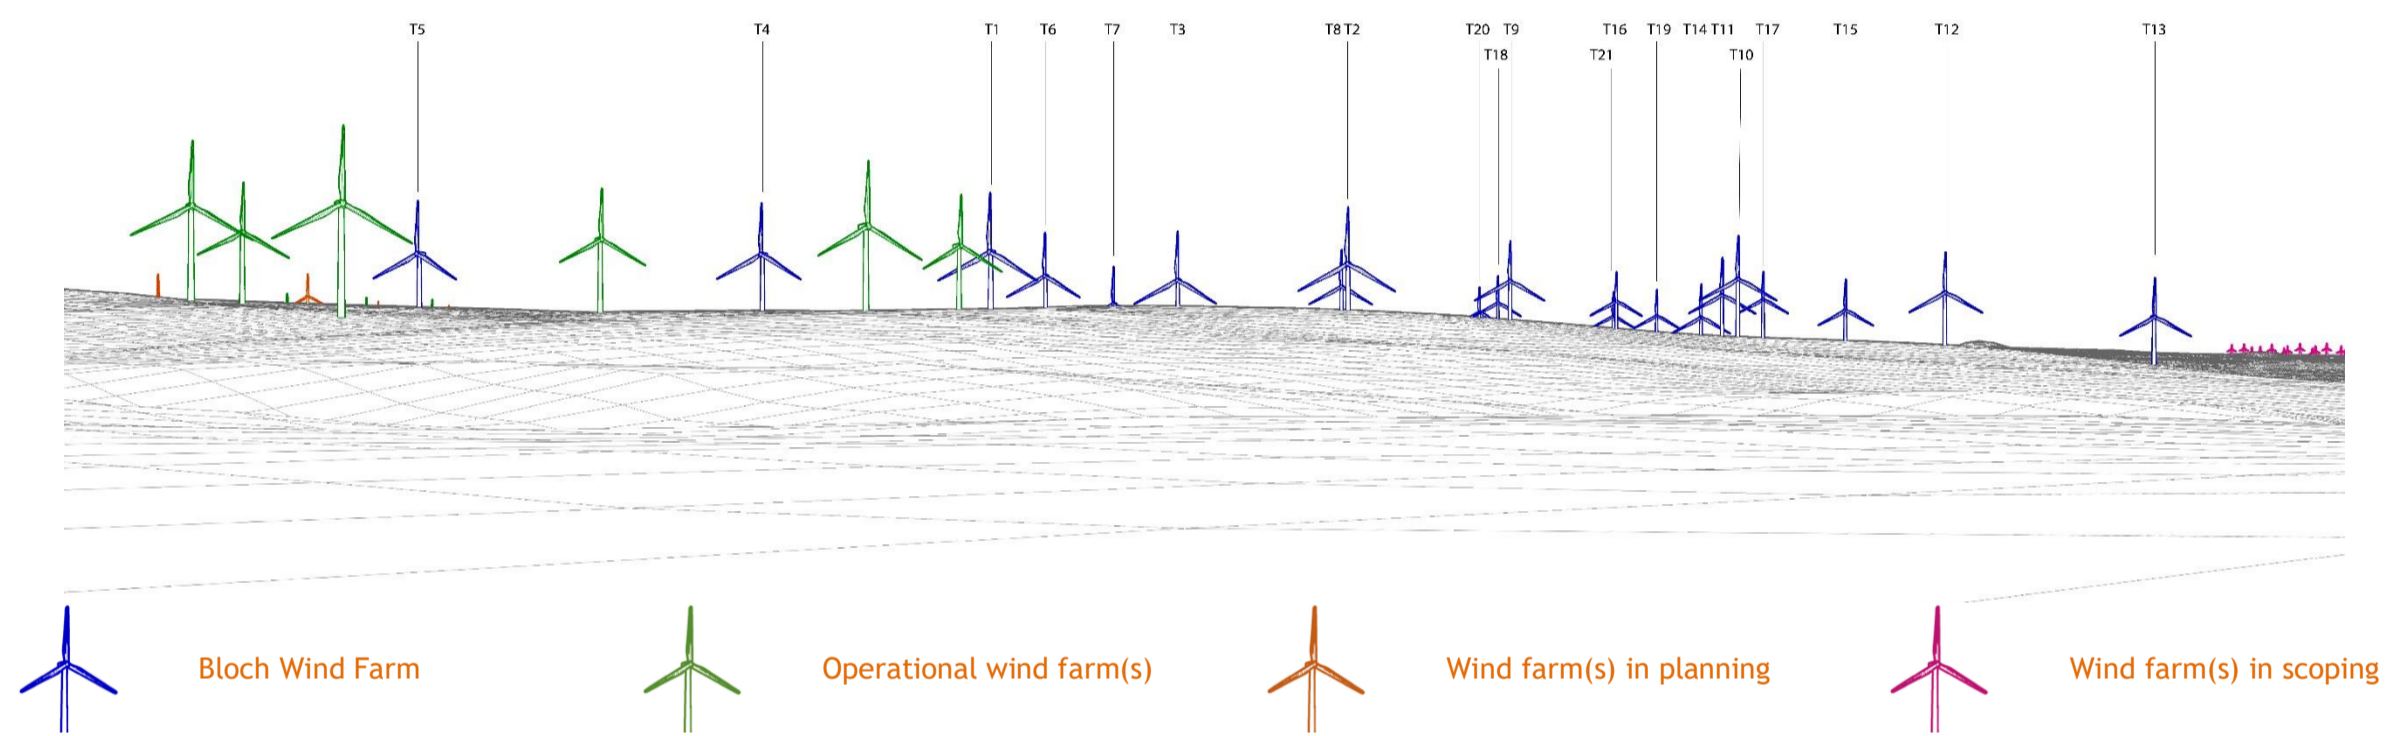 T5 T4 T1 T6 T7 T3 T8 T2 T20 T9 T16 T19 T14 T11 T17 T15 T12 T13
T18 T21 T10
Bloch Wind Farm Operational wind farm(s) Wind farm(s) in planning Wind farm(s) in scoping